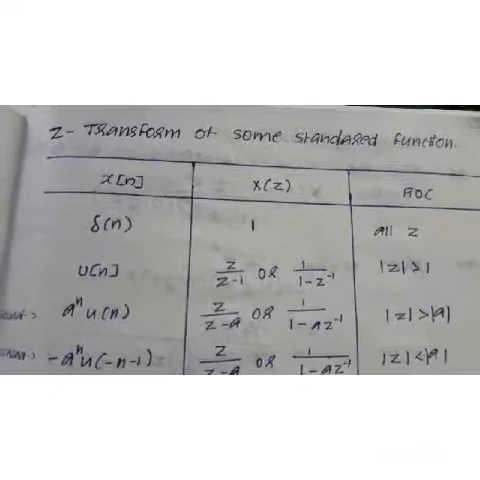 Z- Transform of some standared function.
x[n] X(z) ROC
δ(n) 1 all z
u[n] z/z-1 OR 1/1-z⁻¹ |z|>1
aⁿu(n) z/z-a OR 1/1-az⁻¹ |z|>|a|
-aⁿu(-n-1) z/z-a OR 1/1-az⁻¹ |z|<|a|